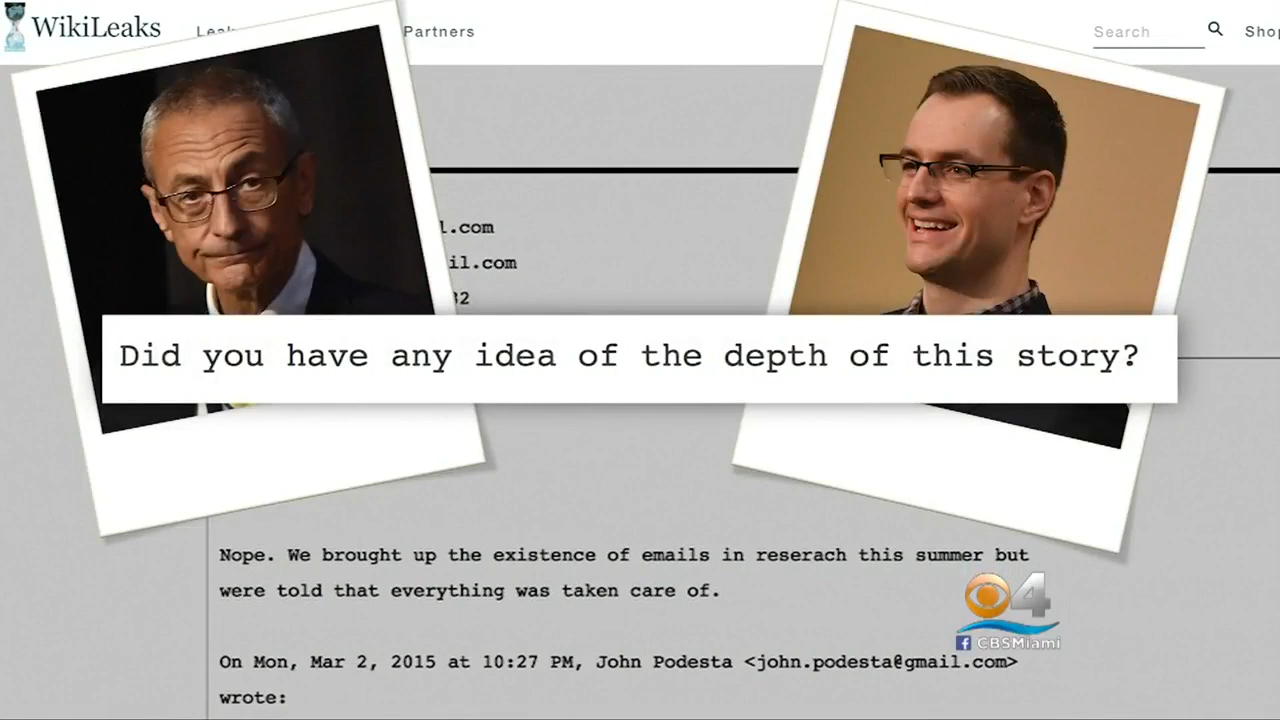 WikiLeaks
Partners
Search
l.com
il.com
Did you have any idea of the depth of this story?
Nope. We brought up the existence of emails in reserach this summer but
were told that everything was taken care of.
4
CBSMiami
On Mon, Mar 2, 2015 at 10:27 PM, John Podesta <john.podesta@gmail.com>
wrote: